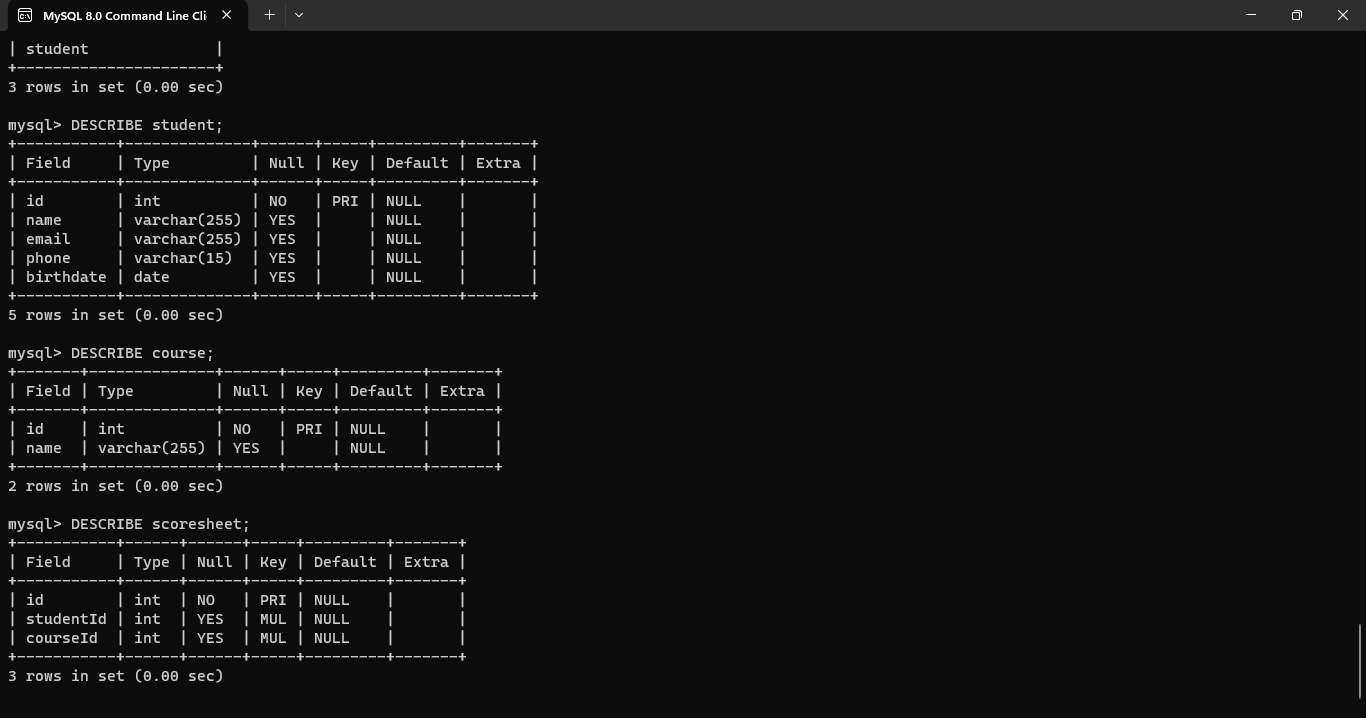 MySQL 8.0 Command Line Cli
| student              |
+----------------------+
3 rows in set (0.00 sec)
mysql> DESCRIBE student;
+-----------+--------------+------+-----+---------+-------+
| Field     | Type         | Null | Key | Default | Extra |
+-----------+--------------+------+-----+---------+-------+
| id        | int          | NO   | PRI | NULL    |       |
| name      | varchar(255) | YES  |     | NULL    |       |
| email     | varchar(255) | YES  |     | NULL    |       |
| phone     | varchar(15)  | YES  |     | NULL    |       |
| birthdate | date         | YES  |     | NULL    |       |
+-----------+--------------+------+-----+---------+-------+
5 rows in set (0.00 sec)
mysql> DESCRIBE course;
+-------+--------------+------+-----+---------+-------+
| Field | Type         | Null | Key | Default | Extra |
+-------+--------------+------+-----+---------+-------+
| id    | int          | NO   | PRI | NULL    |       |
| name  | varchar(255) | YES  |     | NULL    |       |
+-------+--------------+------+-----+---------+-------+
2 rows in set (0.00 sec)
mysql> DESCRIBE scoresheet;
+-----------+------+------+-----+---------+-------+
| Field     | Type | Null | Key | Default | Extra |
+-----------+------+------+-----+---------+-------+
| id        | int  | NO   | PRI | NULL    |       |
| studentId | int  | YES  | MUL | NULL    |       |
| courseId  | int  | YES  | MUL | NULL    |       |
+-----------+------+------+-----+---------+-------+
3 rows in set (0.00 sec)